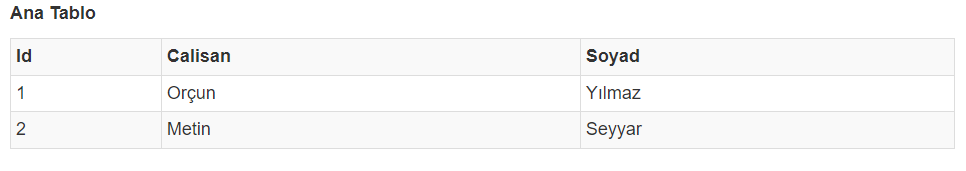 Ana Tablo
Id Calisan Soyad
1 Orçun Yılmaz
2 Metin Seyyar